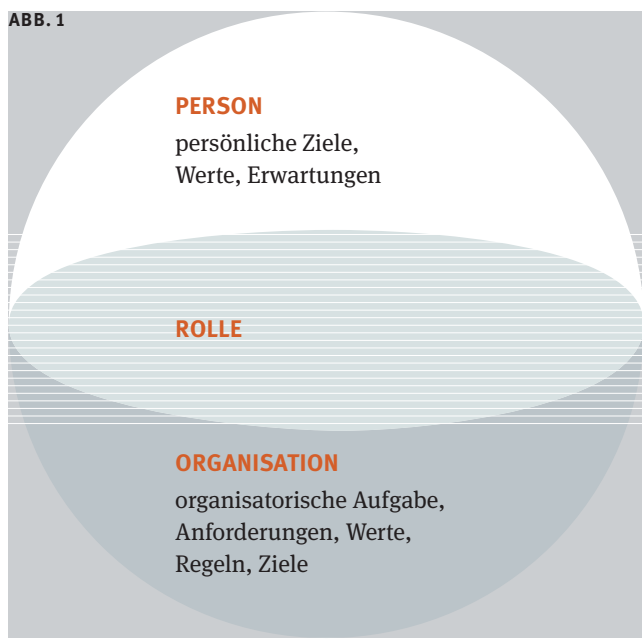 ABB. 1
PERSON
persönliche Ziele,
Werte, Erwartungen
ROLLE
ORGANISATION
organisatorische Aufgabe,
Anforderungen, Werte,
Regeln, Ziele